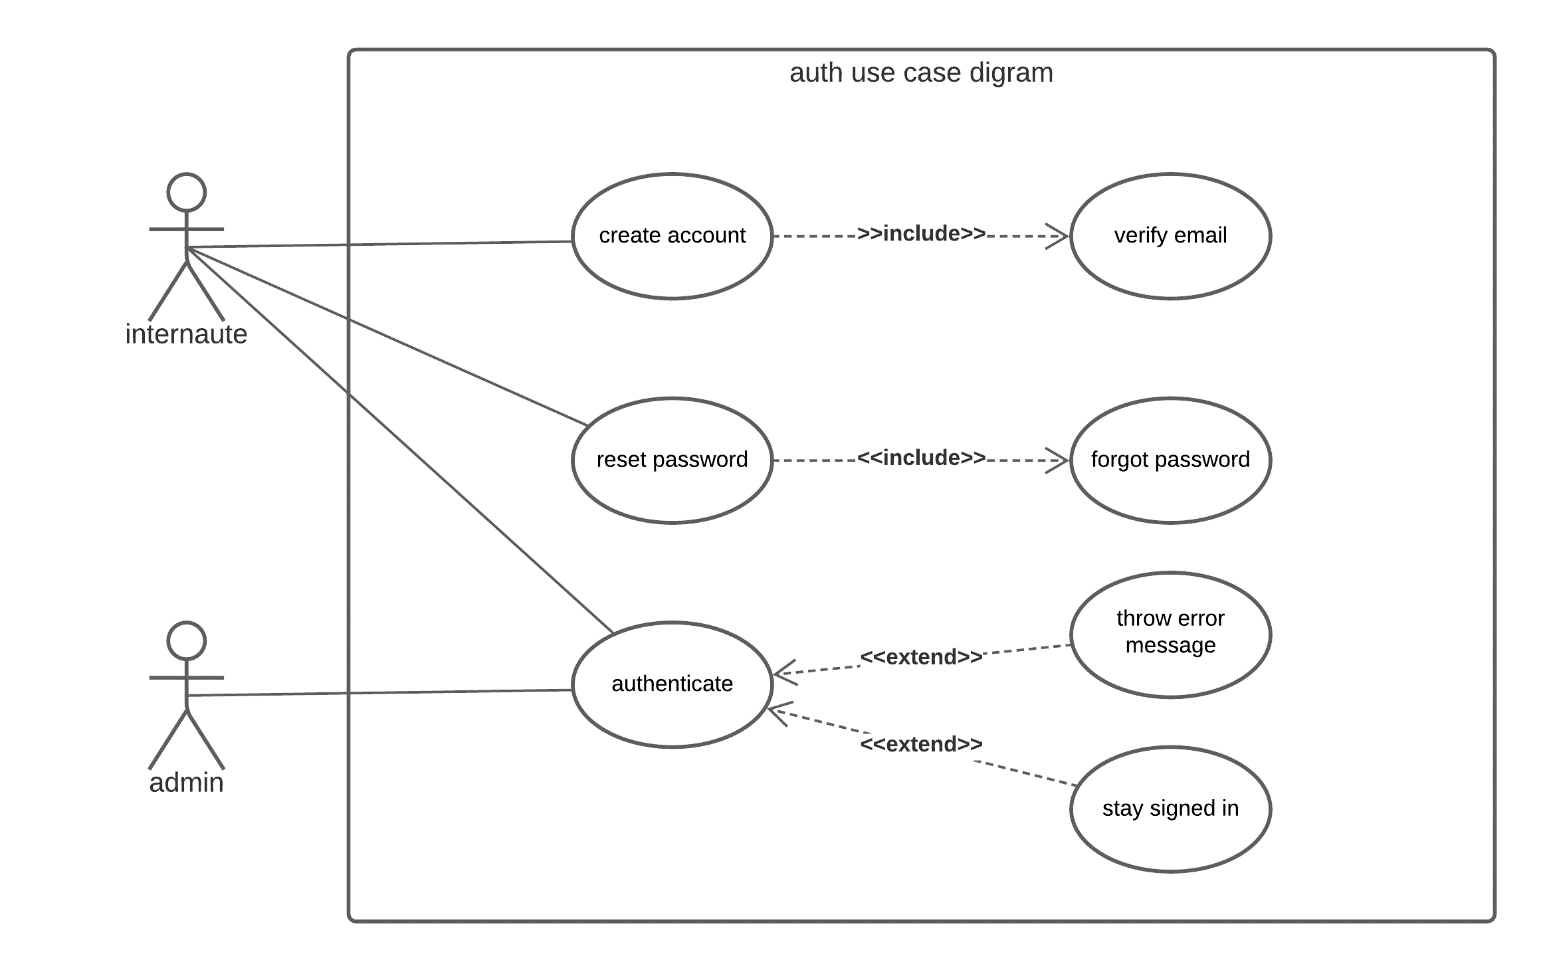 auth use case digram
create account
>>include>>
verify email
internaute
reset password
<<include>>
forgot password
throw error
message
<<extend>>
authenticate
<<extend>>
admin
stay signed in